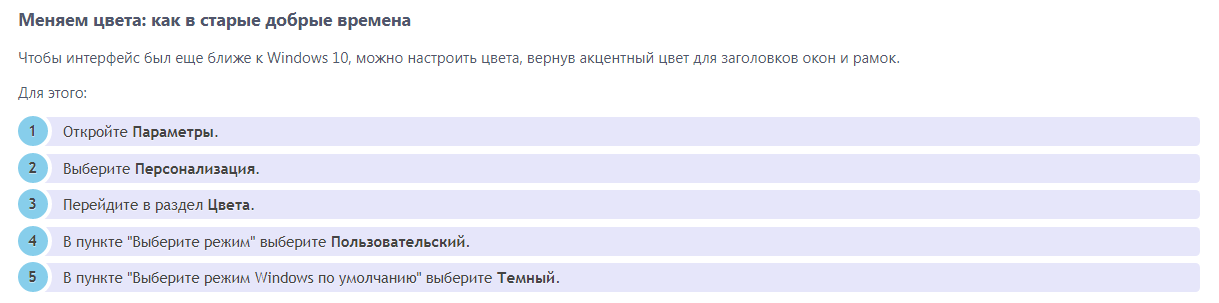 Меняем цвета: как в старые добрые времена
Чтобы интерфейс был еще ближе к Windows 10, можно настроить цвета, вернув акцентный цвет для заголовков окон и рамок.
Для этого:
1 Откройте Параметры.
2 Выберите Персонализация.
3 Перейдите в раздел Цвета.
4 В пункте "Выберите режим" выберите Пользовательский.
5 В пункте "Выберите режим Windows по умолчанию" выберите Темный.